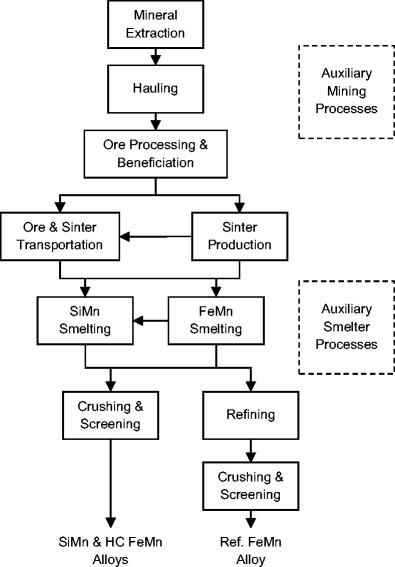 Mineral
Extraction
Hauling
Auxiliary
Mining
Processes
Ore Processing &
Beneficiation
Ore & Sinter
Transportation
Sinter
Production
SiMn
Smelting
FeMn
Smelting
Auxiliary
Smelter
Processes
Crushing &
Screening
Refining
Crushing &
Screening
SiMn & HC FeMn
Alloys
Ref. FeMn
Alloy